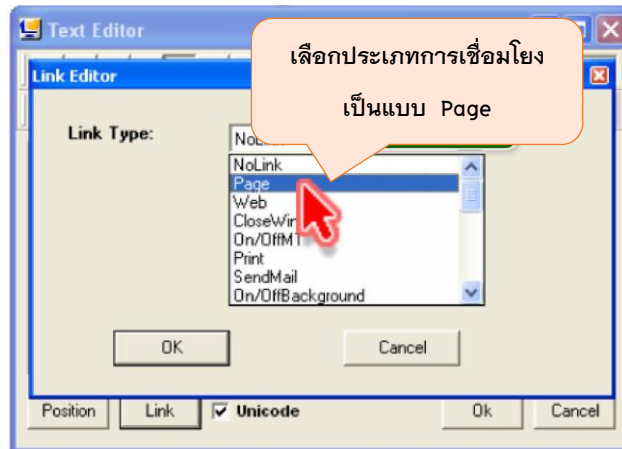 Text Editor
เลือกประเภทการเชื่อมโยง
เป็นแบบ Page
Link Editor
Link Type:
NoLink
Page
Web
On/OffMT
Print
SendMail
On/OffBackground
OK Cancel
Position Link Unicode Ok Cancel